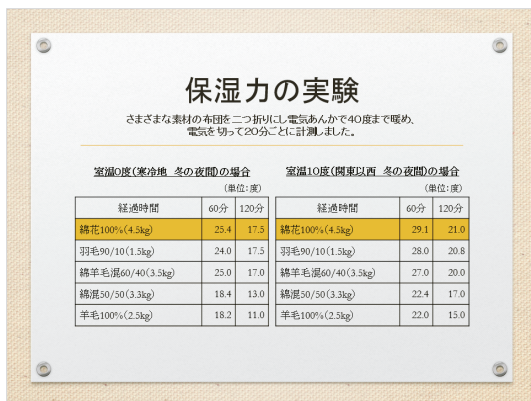 保湿力の実験
さまざまな素材の布団を二つ折りにし電気あんかで40度まで暖め、
電気を切って20分ごとに計測しました。
室温0度(寒冷地 冬の夜間)の場合
(単位:度)
経過時間 60分 120分
綿花100%(4.5kg) 25.4 17.5
羽毛90/10(1.5kg) 24.0 17.5
綿羊毛混60/40(3.5kg) 25.0 17.0
綿混50/50(3.3kg) 18.4 13.0
羊毛100%(2.5kg) 18.2 11.0
室温10度(関東以西 冬の夜間)の場合
(単位:度)
経過時間 60分 120分
綿花100%(4.5kg) 29.1 21.0
羽毛90/10(1.5kg) 28.0 20.8
綿羊毛混60/40(3.5kg) 27.0 20.0
綿混50/50(3.3kg) 22.4 17.0
羊毛100%(2.5kg) 22.0 15.0